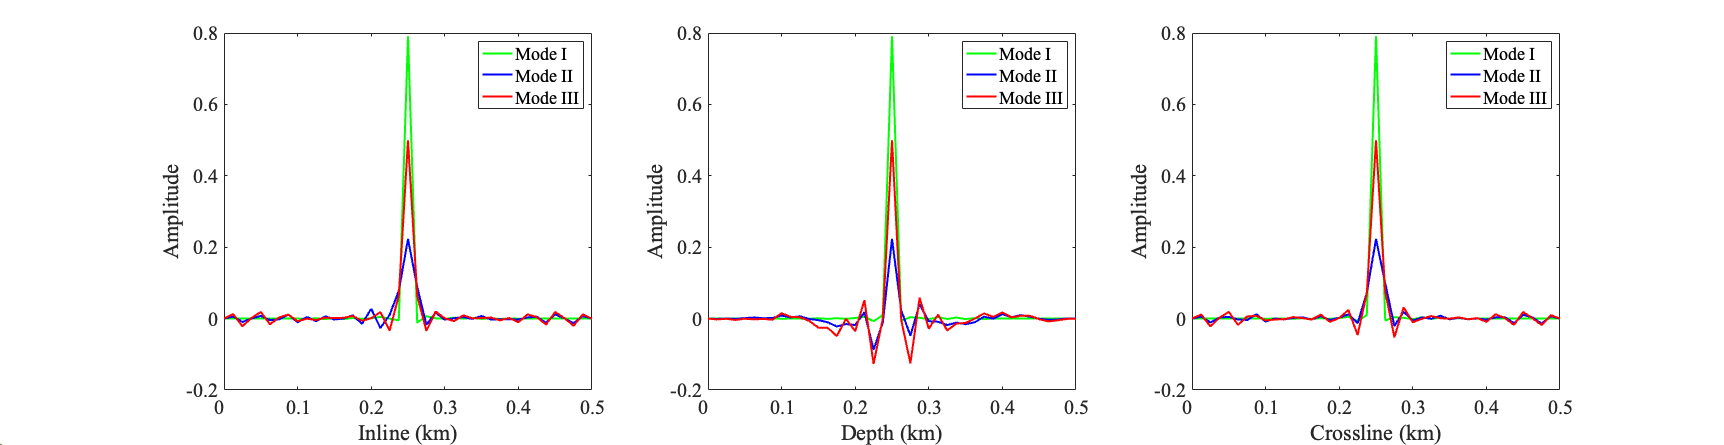 0.8
0.6
0.4
0.2
0
-0.2
Amplitude
0 0.1 0.2 0.3 0.4 0.5
Inline (km)
Mode I
Mode II
Mode III
0.8
0.6
0.4
0.2
0
-0.2
Amplitude
0 0.1 0.2 0.3 0.4 0.5
Depth (km)
Mode I
Mode II
Mode III
0.8
0.6
0.4
0.2
0
-0.2
Amplitude
0 0.1 0.2 0.3 0.4 0.5
Crossline (km)
Mode I
Mode II
Mode III